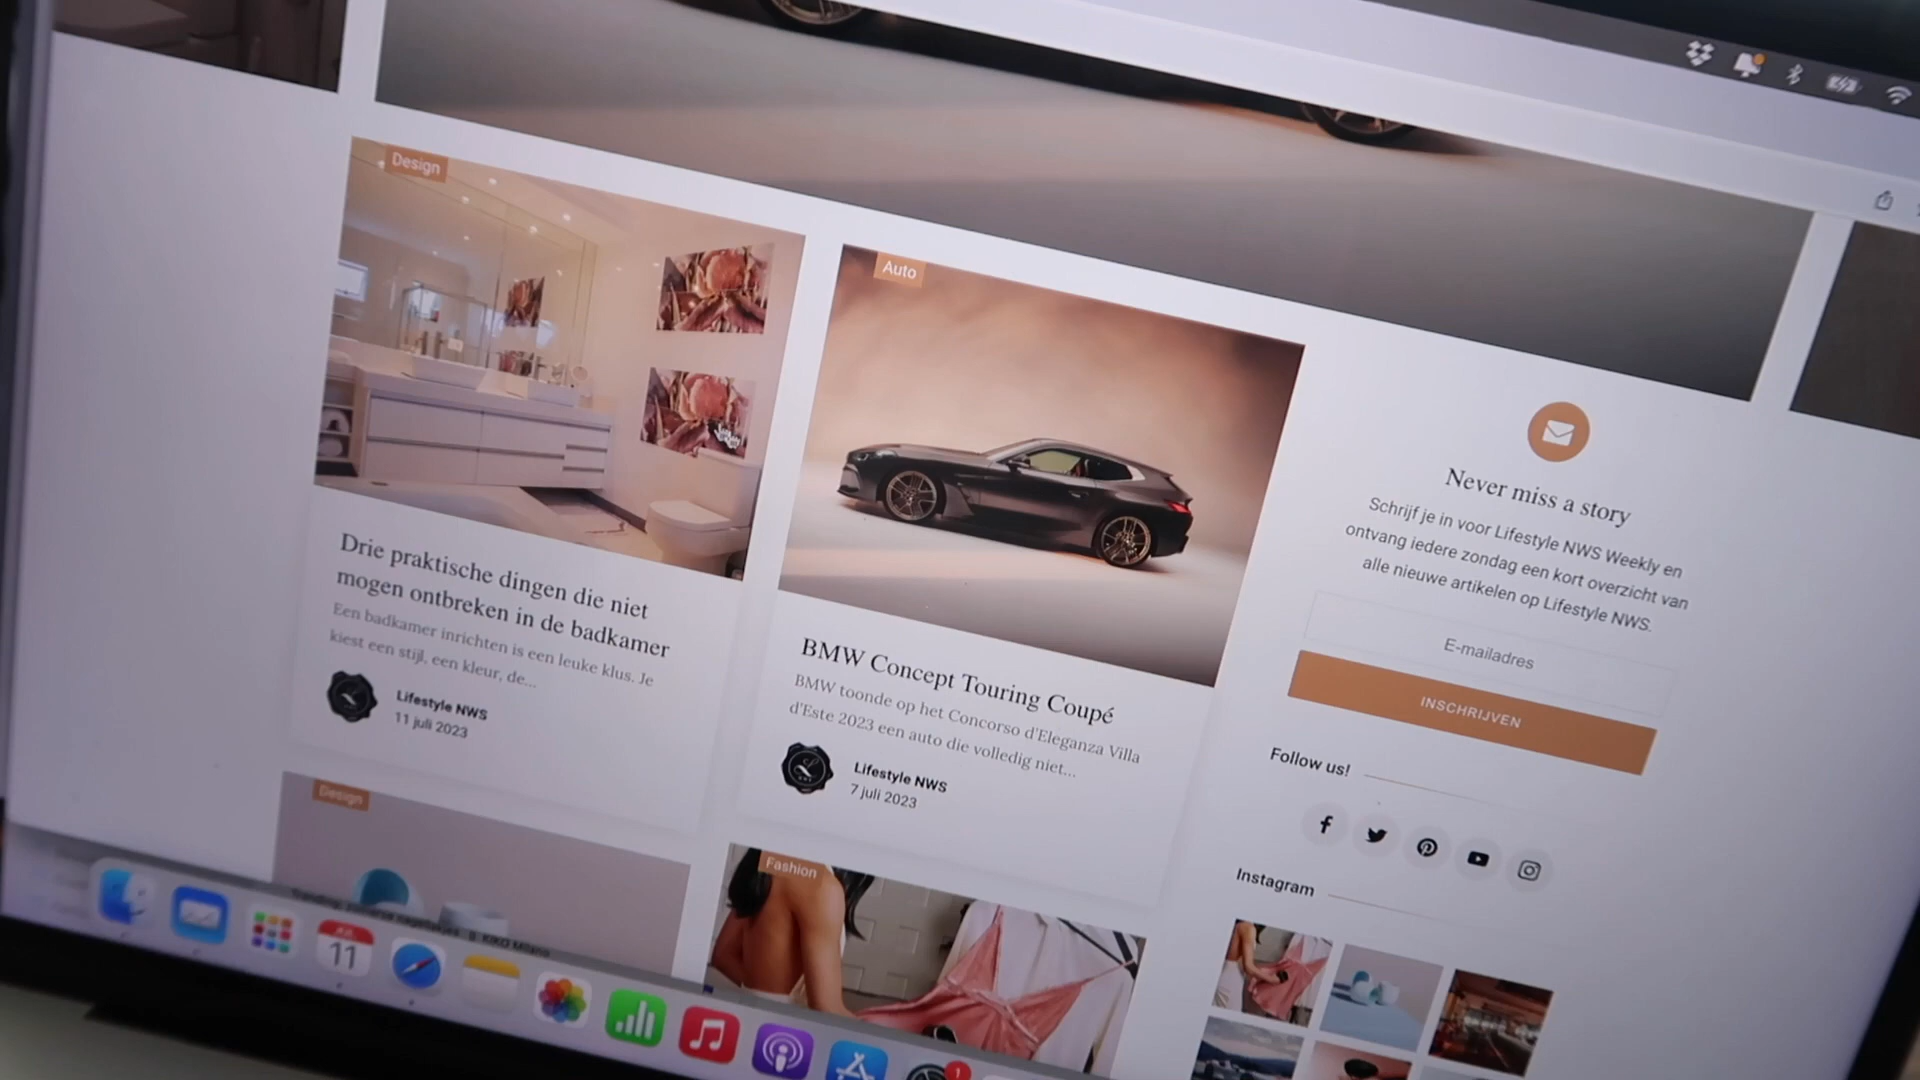 Design
Drie praktische dingen die niet
mogen ontbreken in de badkamer
Een badkamer inrichten is een leuke klus. Je
kiest een stijl, een kleur, de...
Lifestyle NWS
11 juli 2023
Auto
BMW Concept Touring Coupé
BMW toonde op het Concorso d'Eleganza Villa
d'Este 2023 een auto die volledig niet...
Lifestyle NWS
7 juli 2023
Never miss a story
Schrijf je in voor Lifestyle NWS Weekly en
ontvang iedere zondag een kort overzicht van
alle nieuwe artikelen op Lifestyle NWS.
E-mailadres
INSCHRIJVEN
Follow us!
Instagram
Design
Fashion
KIKO Milano
11
1